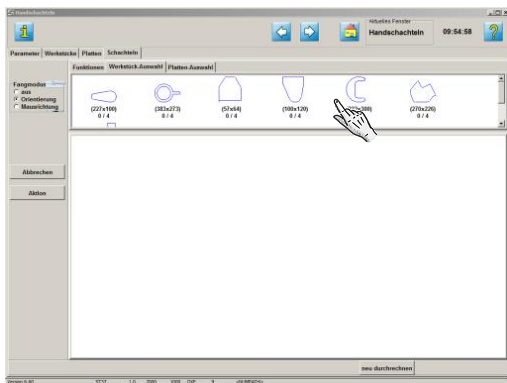 Handschachteln
Aktuelles Fenster
Handschachteln
09:54:58
Parameter Werkstücke Platten Schachteln
Funktionen Werkstück-Auswahl Platten-Auswahl
Fangmodus
aus
Orientierung
Mausrichtung
(227x100) (383x273) (57x64) (100x120) (270x226)
0 / 4 0 / 4 0 / 4 0 / 4 0 / 4
Abbrechen
Aktion
neu durchrechnen